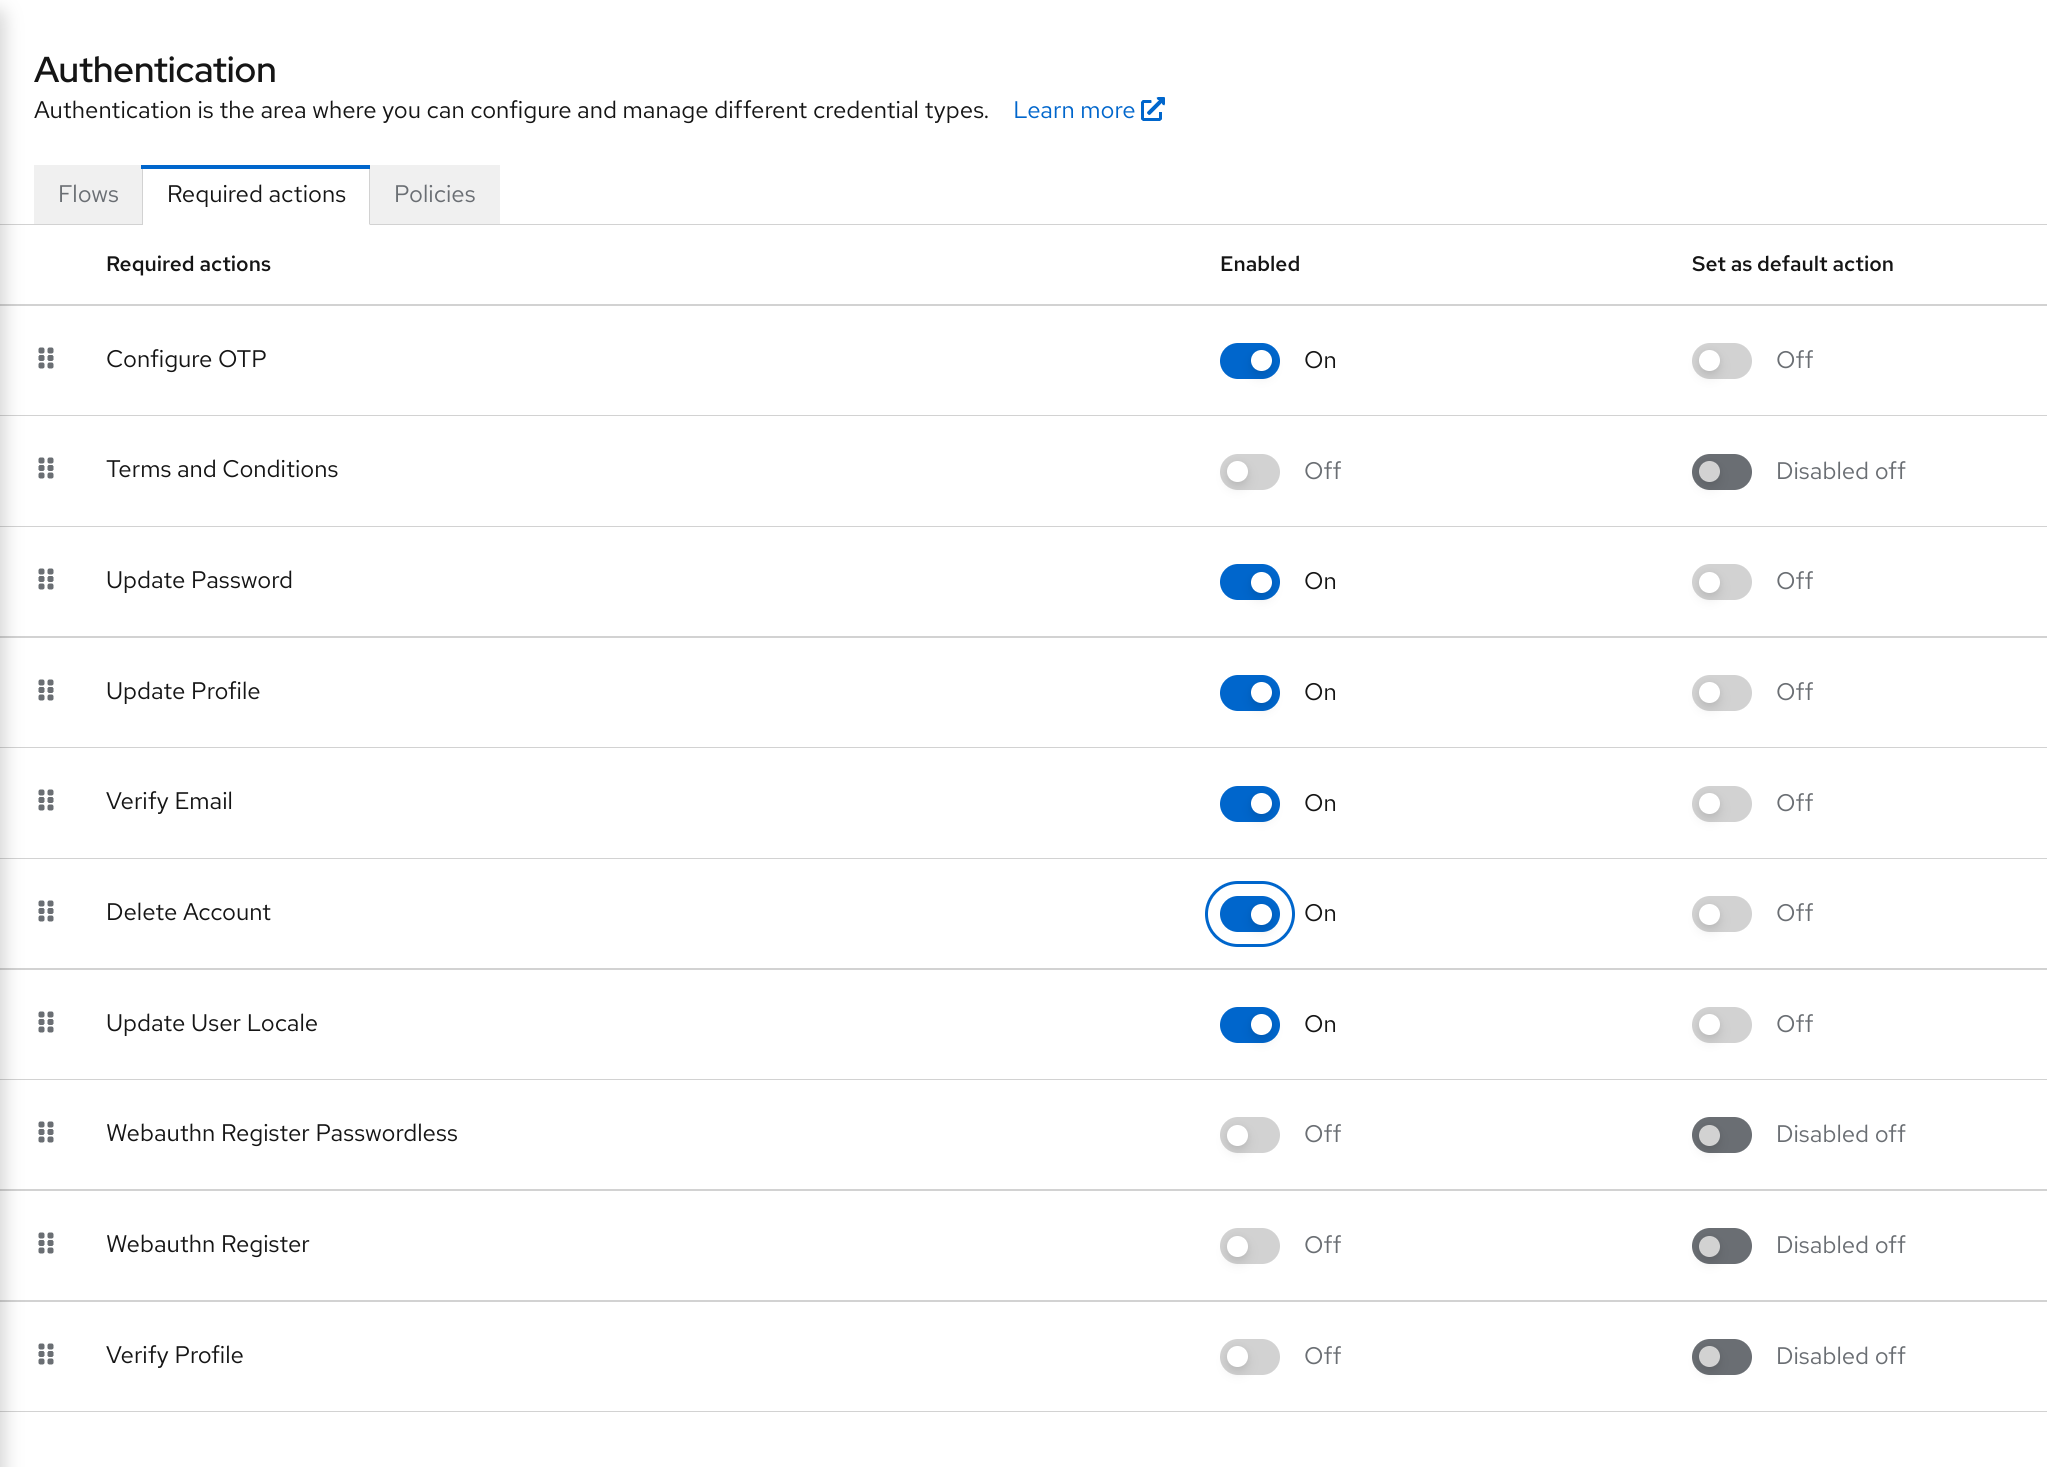 Authentication
Authentication is the area where you can configure and manage different credential types. Learn more
Flows Required actions Policies
Required actions Enabled Set as default action
Configure OTP On Off
Terms and Conditions Off Disabled off
Update Password On Off
Update Profile On Off
Verify Email On Off
Delete Account On Off
Update User Locale On Off
Webauthn Register Passwordless Off Disabled off
Webauthn Register Off Disabled off
Verify Profile Off Disabled off